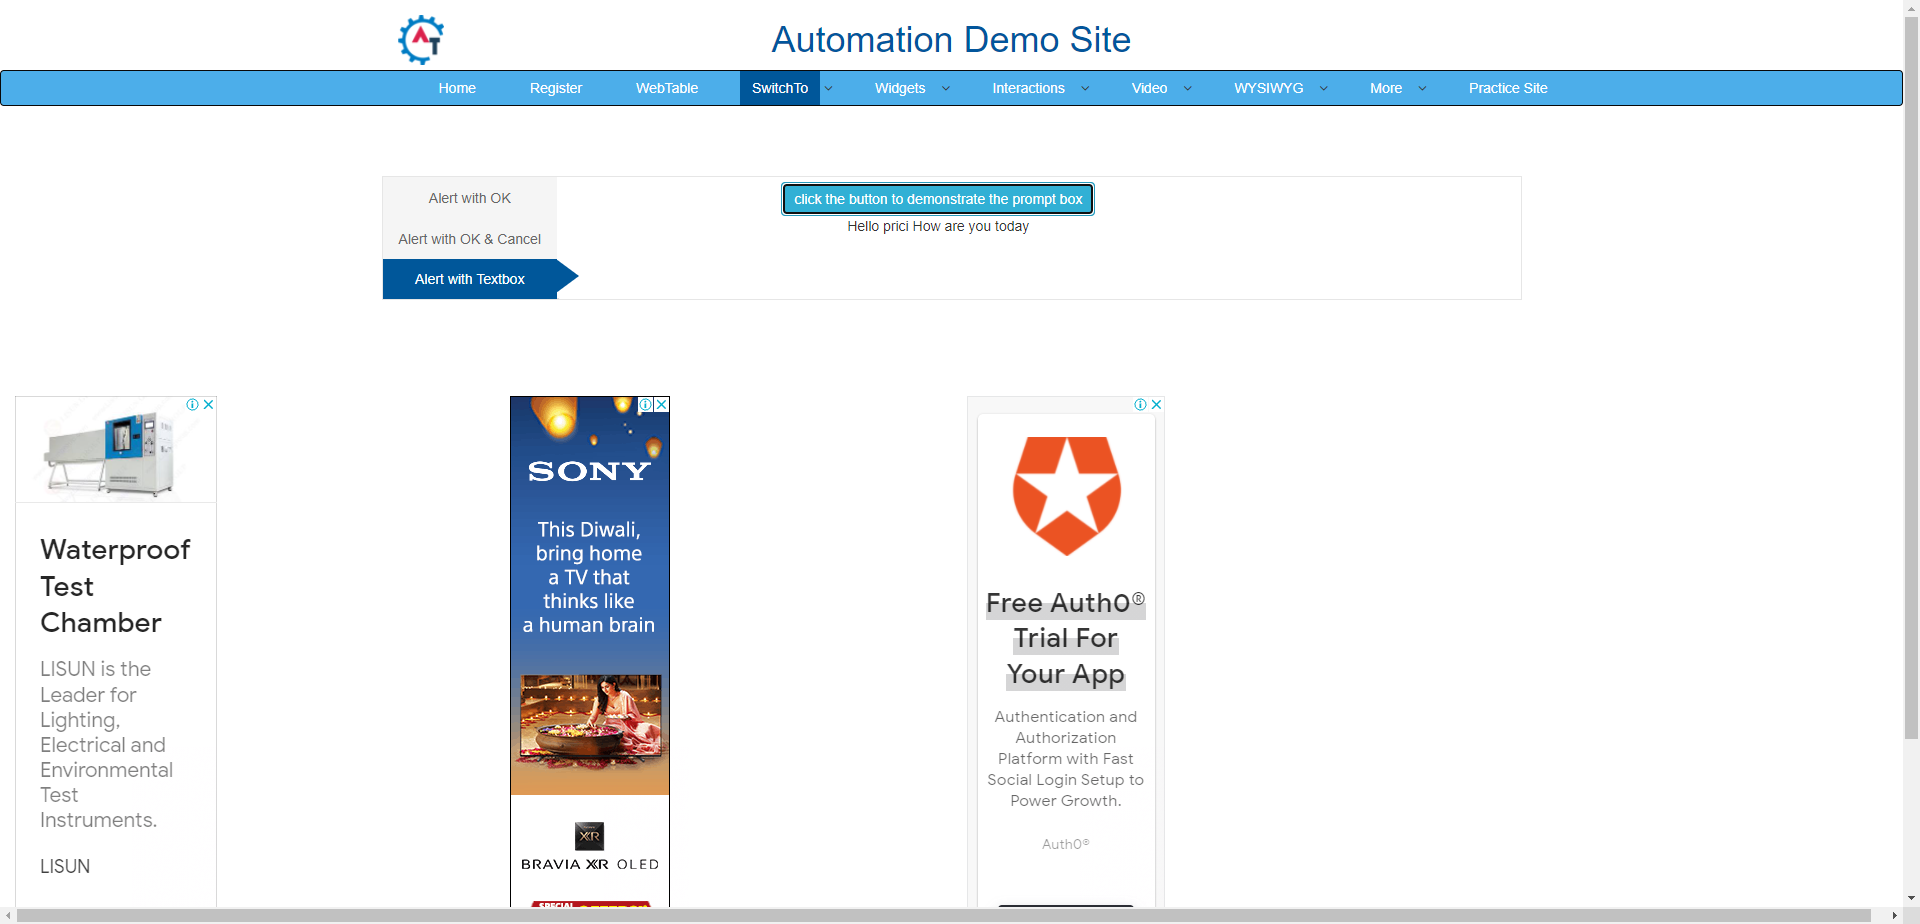 AT
Automation Demo Site
Home Register WebTable SwitchTo Widgets Interactions Video WYSIWYG More Practice Site
Alert with OK
Alert with OK & Cancel
Alert with Textbox
click the button to demonstrate the prompt box
Hello prici How are you today
Waterproof
Test
Chamber
LISUN is the
Leader for
Lighting,
Electrical and
Environmental
Test
Instruments.
LISUN
SONY
This Diwali,
bring home
a TV that
thinks like
a human brain
XR
BRAVIA XR OLED
SPECIAL
Free Auth0®
Trial For
Your App
Authentication and
Authorization
Platform with Fast
Social Login Setup to
Power Growth.
Auth0®